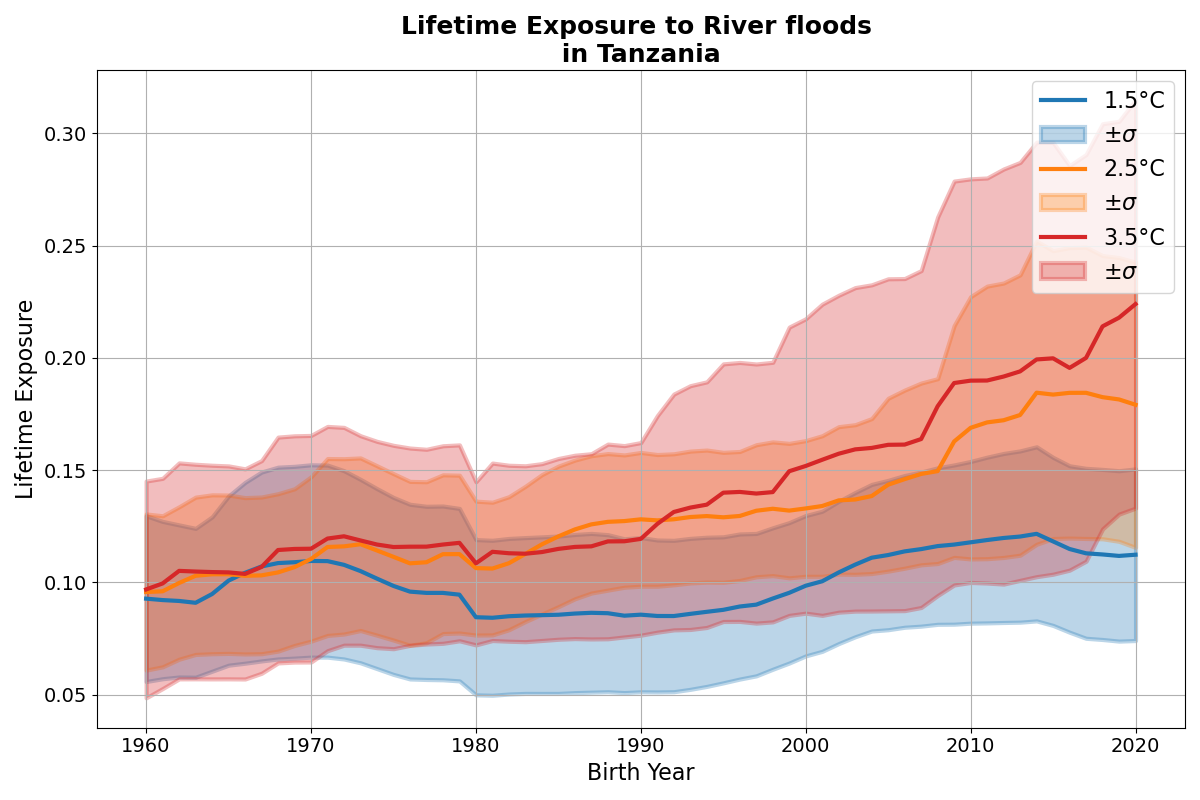 Lifetime Exposure to River floods
in Tanzania
Lifetime Exposure
0.30
0.25
0.20
0.15
0.10
0.05
1960
1970
1980
1990
2000
2010
2020
Birth Year
1.5°C
±σ
2.5°C
±σ
3.5°C
±σ